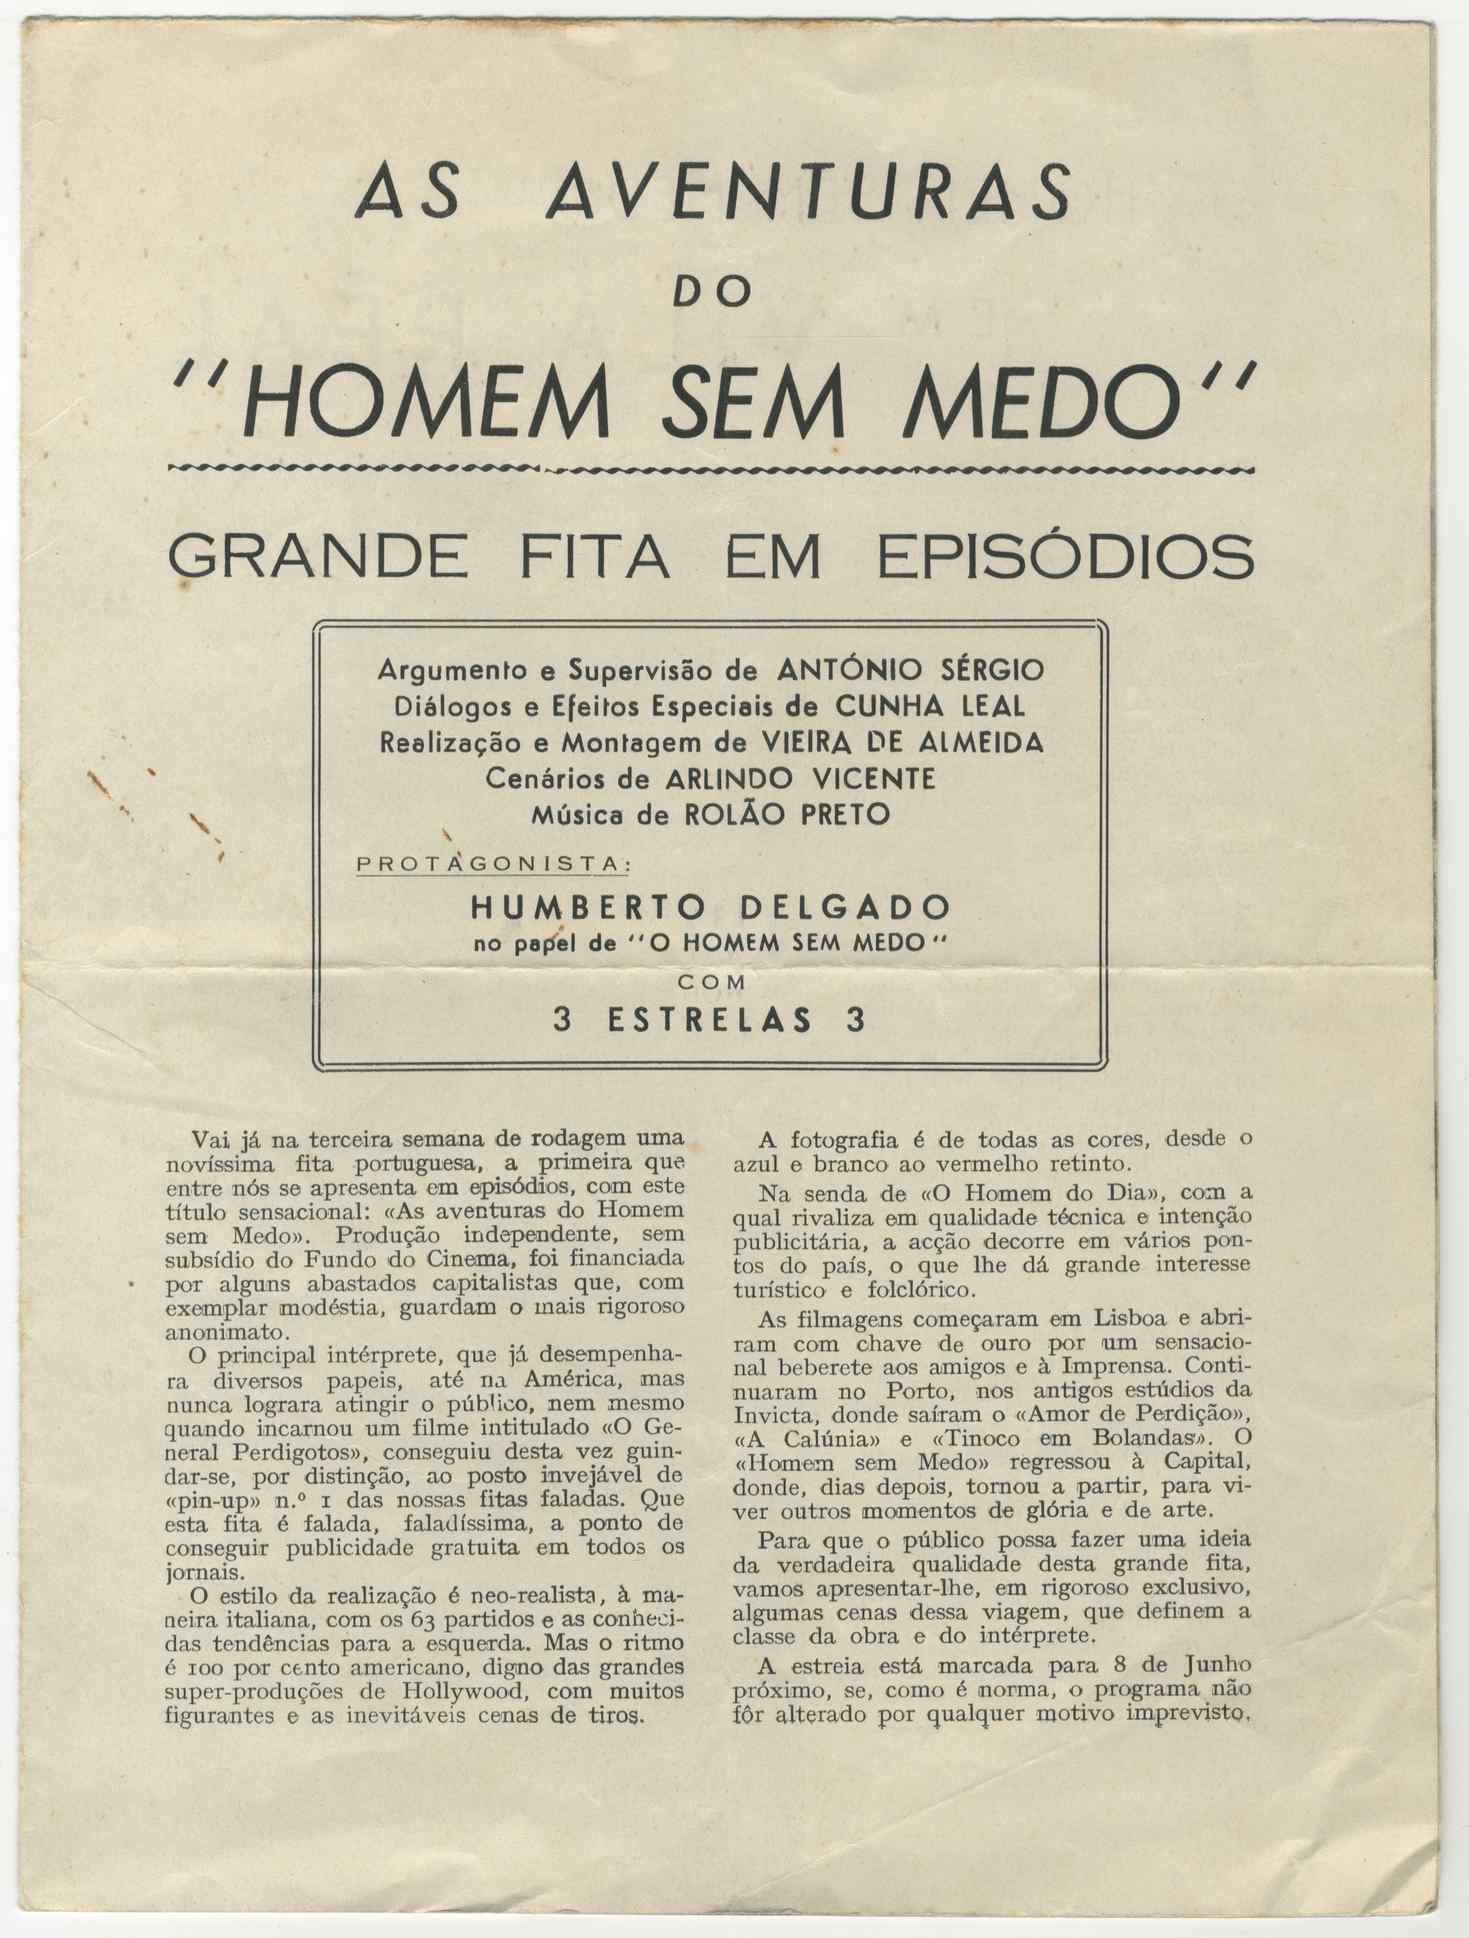 AS AVENTURAS
DO
"HOMEM SEM MEDO"
GRANDE FITA EM EPISÓDIOS
Argumento e Supervisão de ANTÓNIO SÉRGIO
Diálogos e Efeitos Especiais de CUNHA LEAL
Realização e Montagem de VIEIRA DE ALMEIDA
Cenários de ARLINDO VICENTE
Música de ROLÃO PRETO
PROTAGONISTA:
HUMBERTO DELGADO
no papel de "O HOMEM SEM MEDO"
COM
3 ESTRELAS 3
Vai já na terceira semana de rodagem uma
novíssima fita portuguesa, a primeira que
entre nós se apresenta em episódios, com este
título sensacional: «As aventuras do Homem
sem Medo». Produção independente, sem
subsídio do Fundo do Cinema, foi financiada
por alguns abastados capitalistas que, com
exemplar modéstia, guardam o mais rigoroso
anonimato.
O principal intérprete, que já desempenha-
ra diversos papeis, até na América, mas
nunca lograra atingir o público, nem mesmo
quando incarnou um filme intitulado «O Ge-
neral Perdigotos», conseguiu desta vez guin-
dar-se, por distinção, ao posto invejável de
«pin-up» n.º 1 das nossas fitas faladas. Que
esta fita é falada, faladíssima, a ponto de
conseguir publicidade gratuita em todos os
jornais.
O estilo da realização é neo-realista, à ma-
neira italiana, com os 63 partidos e as conheci-
das tendências para a esquerda. Mas o ritmo
é 100 por cento americano, digno das grandes
super-produções de Hollywood, com muitos
figurantes e as inevitáveis cenas de tiros.
A fotografia é de todas as cores, desde o
azul e branco ao vermelho retinto.
Na senda de «O Homem do Dia», com a
qual rivaliza em qualidade técnica e intenção
publicitária, a acção decorre em vários pon-
tos do país, o que lhe dá grande interesse
turístico e folclórico.
As filmagens começaram em Lisboa e abri-
ram com chave de ouro por um sensacio-
nal beberete aos amigos e à Imprensa. Conti-
nuaram no Porto, nos antigos estúdios da
Invicta, donde saíram o «Amor de Perdição»,
«A Calúnia» e «Tinoco em Bolandas». O
«Homem sem Medo» regressou à Capital,
donde, dias depois, tornou a partir, para vi-
ver outros momentos de glória e de arte.
Para que o público possa fazer uma ideia
da verdadeira qualidade desta grande fita,
vamos apresentar-lhe, em rigoroso exclusivo,
algumas cenas dessa viagem, que definem a
classe da obra e do intérprete.
A estreia está marcada para 8 de Junho
próximo, se, como é norma, o programa não
fôr alterado por qualquer motivo imprevisto.